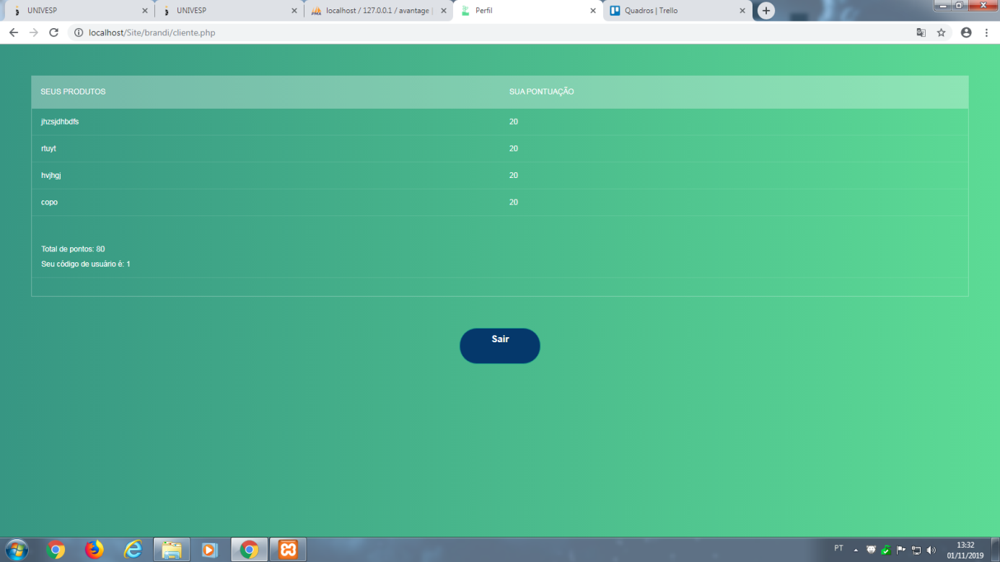 UNIVESP
UNIVESP
localhost / 127.0.0.1 / avantage |
Perfil
Quadros | Trello
localhost/Site/brandi/cliente.php
SEUS PRODUTOS SUA PONTUAÇÃO
jhzsjdhbdfs 20
rtuyt 20
hvjhgj 20
copo 20
Total de pontos: 80
Seu código de usuário é: 1
Sair
PT
13:32
01/11/2019